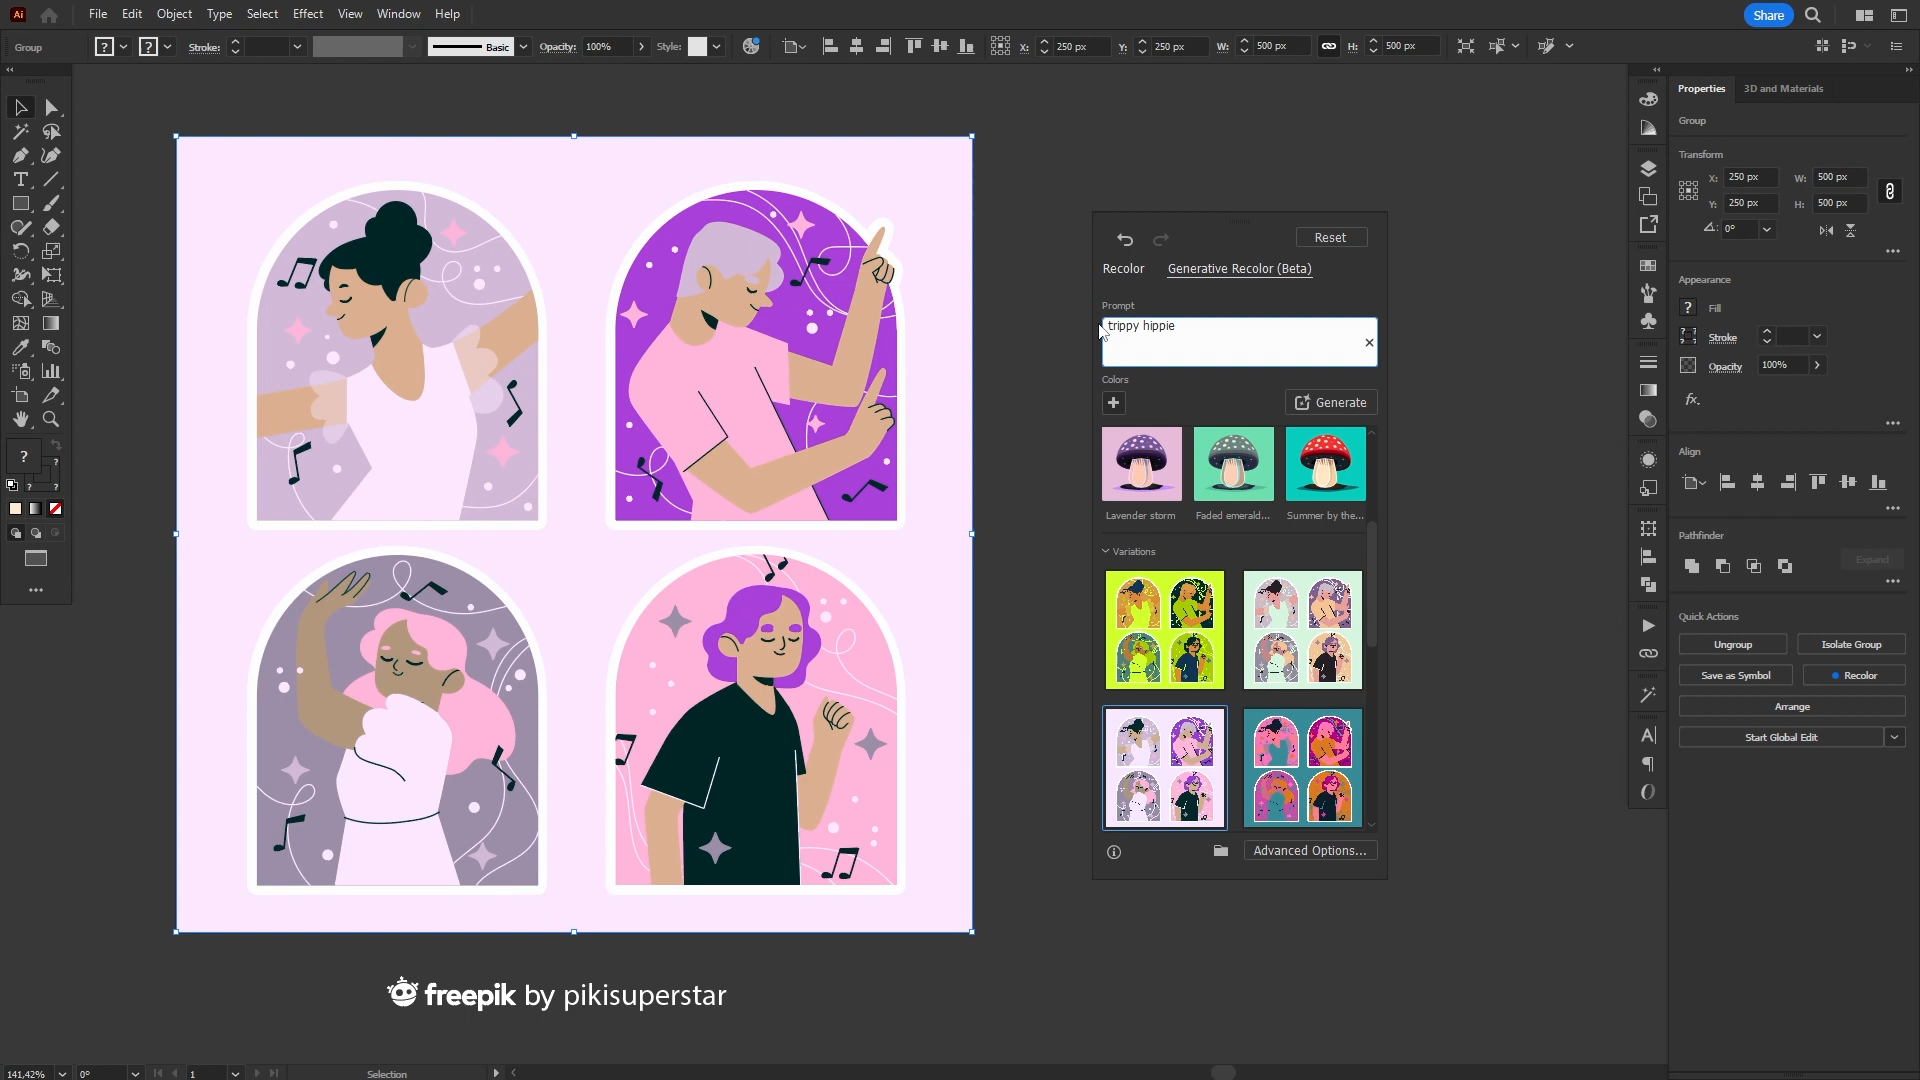 Ai File Edit Object Type Select Effect View Window Help Share
Group ? ? Stroke: Basic Opacity: 100% Style: X: 250 px Y: 250 px W: 500 px H: 500 px
Properties 3D and Materials
Group
Transform
X: 250 px W: 500 px
Y: 250 px H: 500 px
0°
Appearance
? Fill
Stroke
Opacity 100%
fx.
Align
Pathfinder
Expand
Quick Actions
Ungroup Isolate Group
Save as Symbol Recolor
Arrange
Start Global Edit
Reset
Recolor Generative Recolor (Beta)
Prompt
trippy hippie
Colors
Generate
Lavender storm Faded emerald... Summer by the...
Variations
Advanced Options...
freepik by pikisuperstar
141,42% 0° 1 Selection